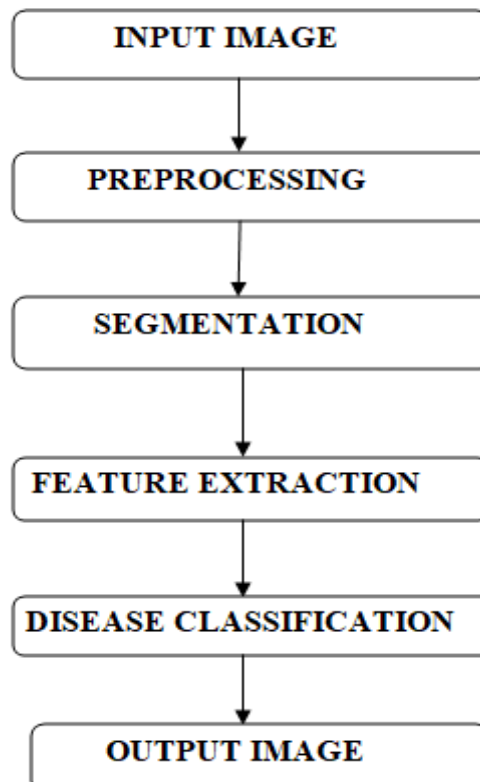 INPUT IMAGE
PREPROCESSING
SEGMENTATION
FEATURE EXTRACTION
DISEASE CLASSIFICATION
OUTPUT IMAGE